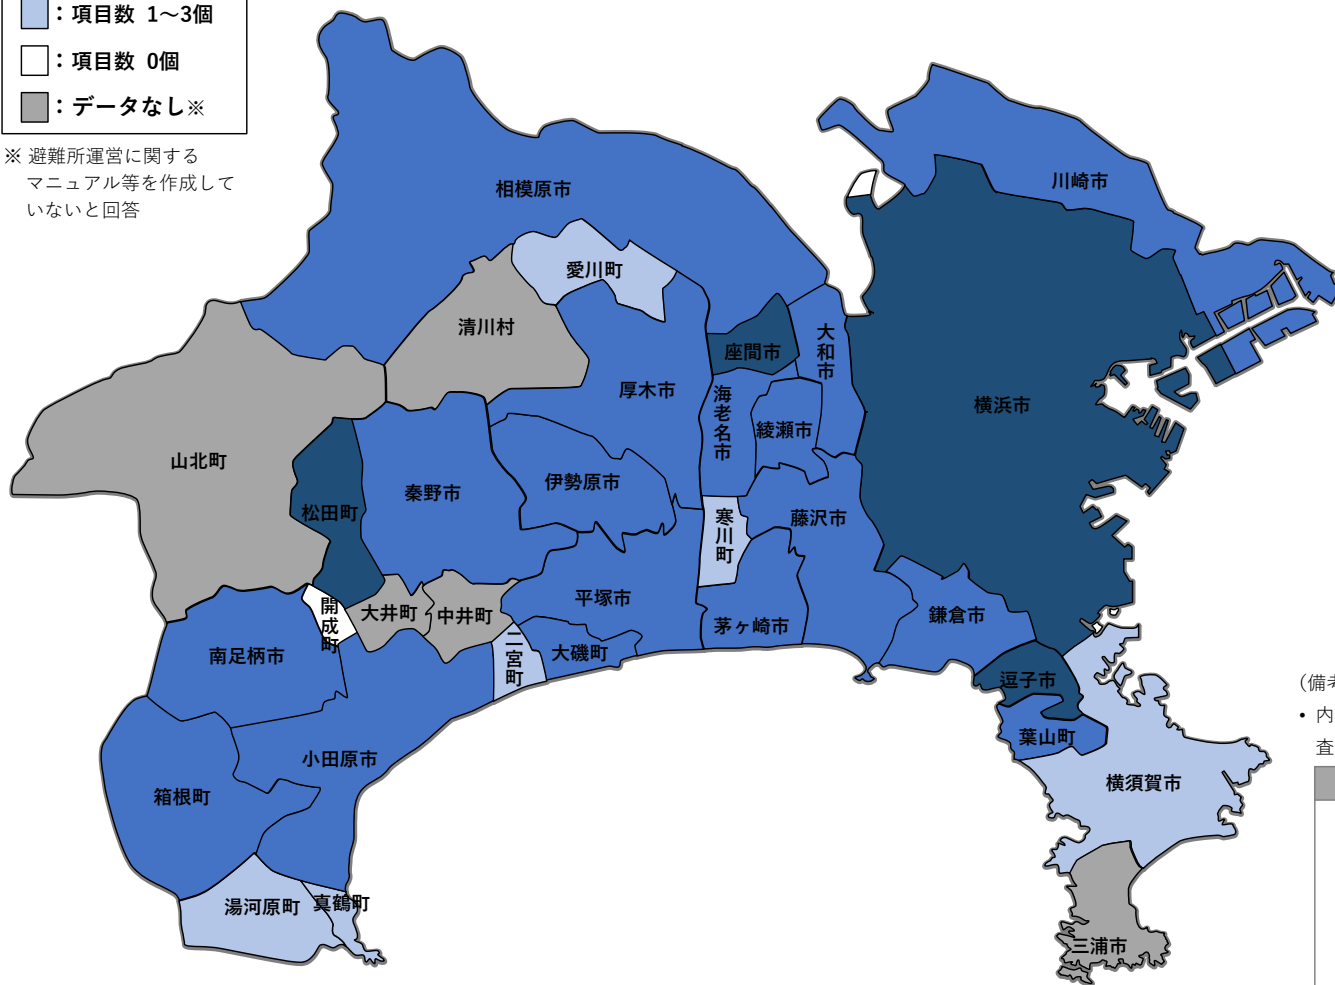 ：項目数 1～3個
：項目数 0個
：データなし※
※ 避難所運営に関する
マニュアル等を作成して
いないと回答
相模原市
川崎市
愛川町
清川村
座間市
大和市
厚木市
海老名市
横浜市
綾瀬市
山北町
秦野市
伊勢原市
松田町
寒川町
藤沢市
開成町
大井町
中井町
平塚市
茅ヶ崎市
鎌倉市
二宮町
大磯町
南足柄市
逗子市
葉山町
小田原市
箱根町
横須賀市
湯河原町
真鶴町
三浦市
（備考
• 内
査